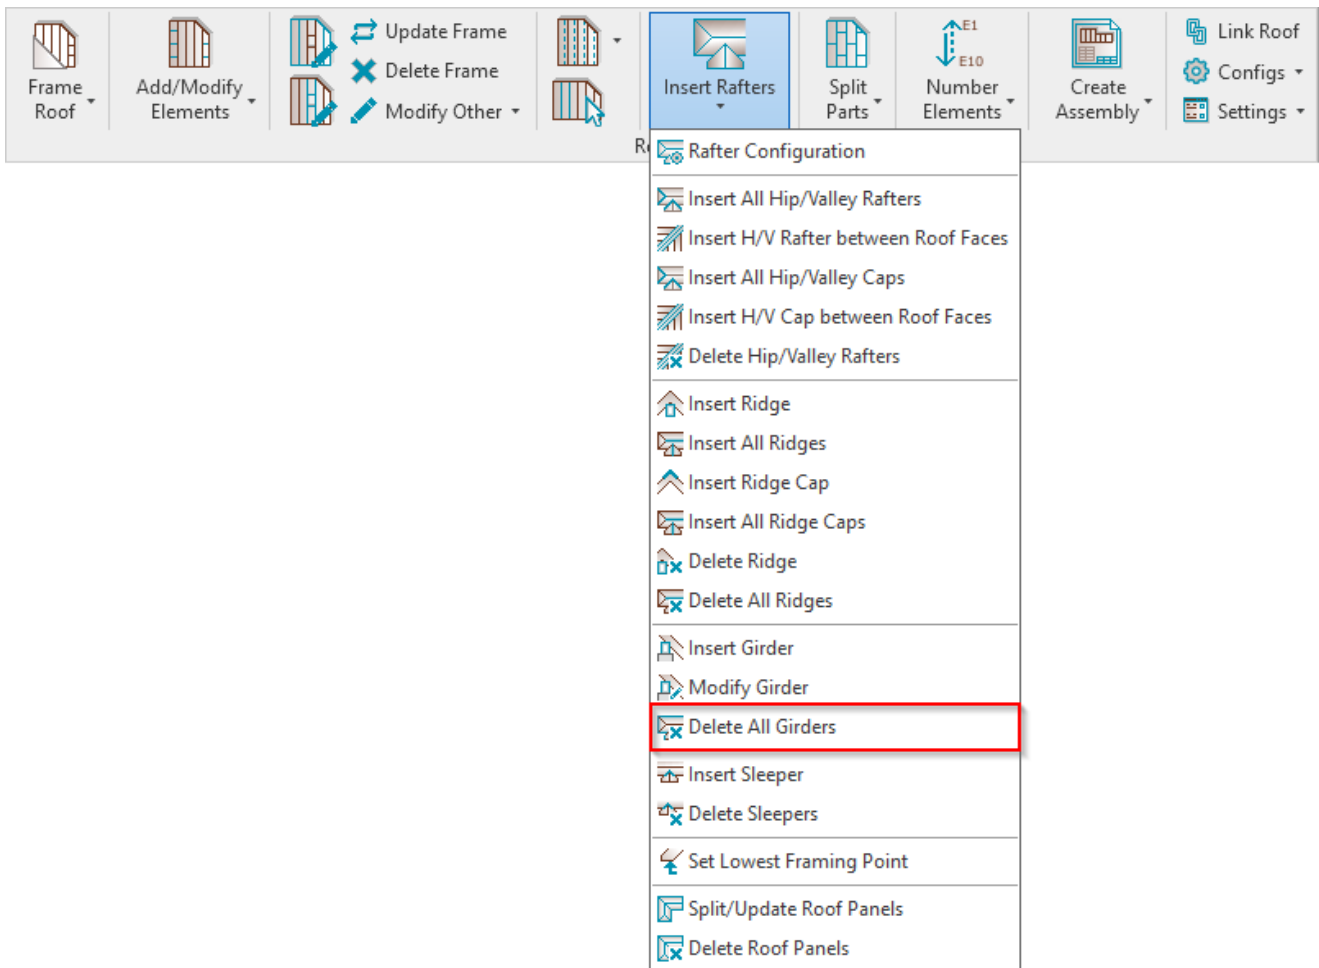 Frame
Roof
Add/Modify
Elements
Update Frame
Delete Frame
Modify Other
Insert Rafters
Split
Parts
E1
E10
Number
Elements
Create
Assembly
Link Roof
Configs
Settings
R
Rafter Configuration
Insert All Hip/Valley Rafters
Insert H/V Rafter between Roof Faces
Insert All Hip/Valley Caps
Insert H/V Cap between Roof Faces
Delete Hip/Valley Rafters
Insert Ridge
Insert All Ridges
Insert Ridge Cap
Insert All Ridge Caps
Delete Ridge
Delete All Ridges
Insert Girder
Modify Girder
Delete All Girders
Insert Sleeper
Delete Sleepers
Set Lowest Framing Point
Split/Update Roof Panels
Delete Roof Panels